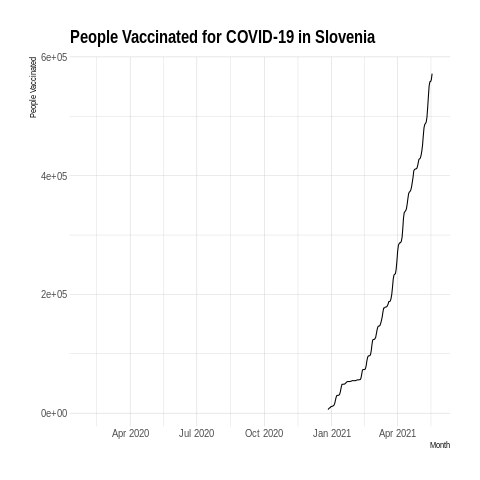 People Vaccinated for COVID-19 in Slovenia
People Vaccinated
6e+05
4e+05
2e+05
0e+00
Apr 2020 Jul 2020 Oct 2020 Jan 2021 Apr 2021
Month